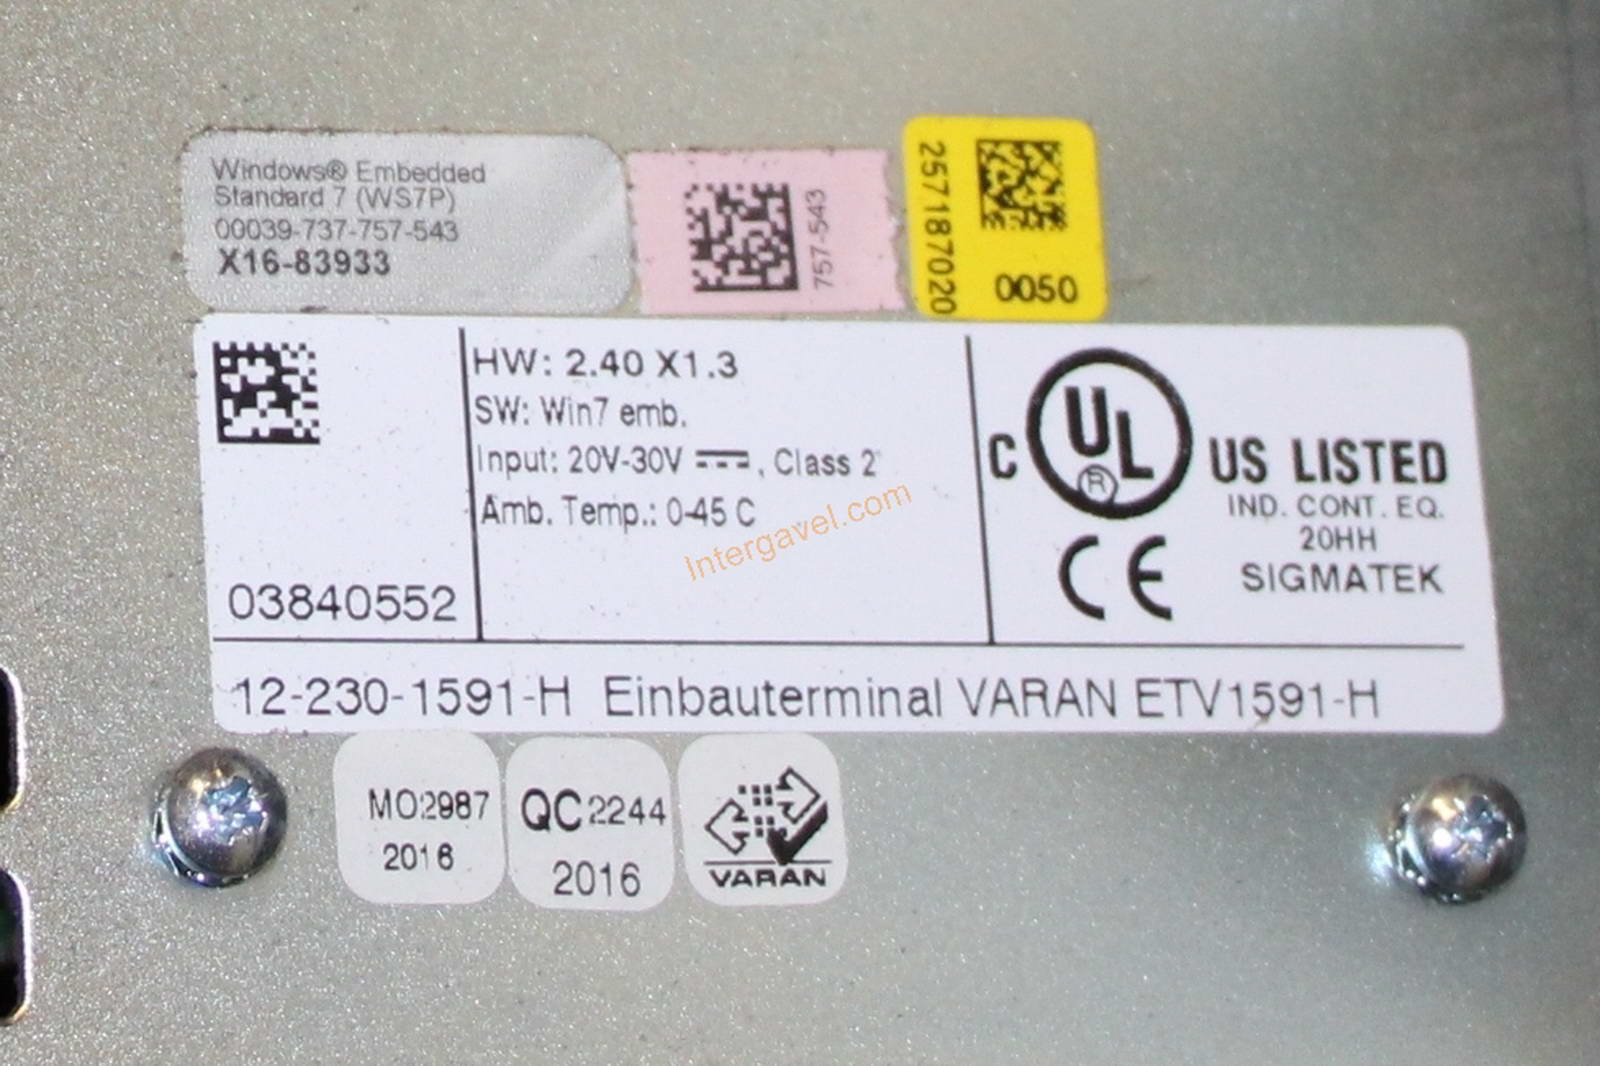 Windows® Embedded
Standard 7 (WS7P)
00039-737-757-543
X16-83933
757-543
257187020
0050
HW: 2.40 X1.3
SW: Win7 emb.
Input: 20V-30V ⎓, Class 2
Amb. Temp.: 0-45 C
03840552
C UL® US LISTED
IND. CONT. EQ.
20HH
CE
SIGMATEK
12-230-1591-H Einbauterminal VARAN ETV1591-H
MO2987
2016
QC2244
2016
VARAN
Intergavel.com